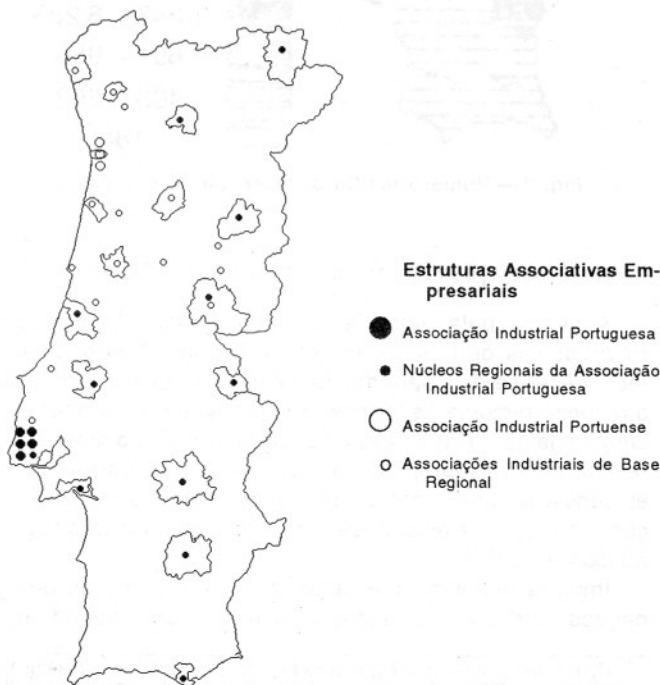 Estruturas Associativas Em-
presariais
Associação Industrial Portuguesa
Núcleos Regionais da Associação
Industrial Portuguesa
Associação Industrial Portuense
Associações Industriais de Base
Regional